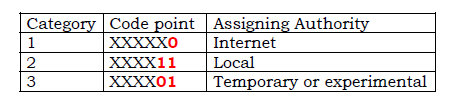 Category Code point Assigning Authority
1 XXXXX0 Internet
2 XXXX11 Local
3 XXXX01 Temporary or experimental